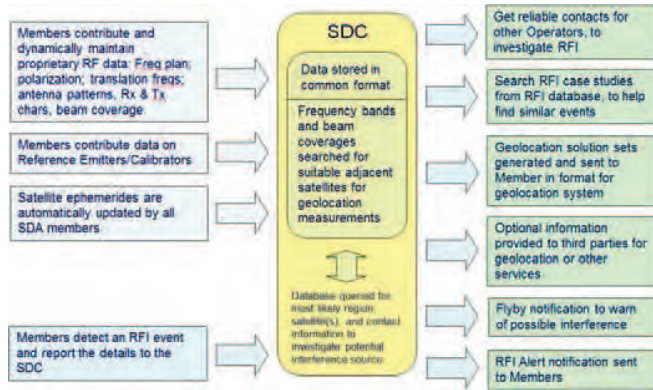 Members contribute and
dynamically maintain
proprietary RF data: Freq plan;
polarization; translation freqs;
antenna patterns, Rx & Tx
chars, beam coverage
Members contribute data on
Reference Emitters/Calibrators
Satellite ephemerides are
automatically updated by all
SDA members
Members detect an RFI event
and report the details to the
SDC
SDC
Data stored in
common format
Frequency bands
and beam
coverages
searched for
suitable adjacent
satellites for
geolocation
measurements
Database queried for
most likely region,
satellite(s), and contact
information to
investigate potential
interference source
Get reliable contacts for
other Operators, to
investigate RFI
Search RFI case studies
from RFI database, to help
find similar events
Geolocation solution sets
generated and sent to
Member in format for
geolocation system
Optional information
provided to third parties for
geolocation or other
services
Flyby notification to warn
of possible interference
RFI Alert notification sent
to Members